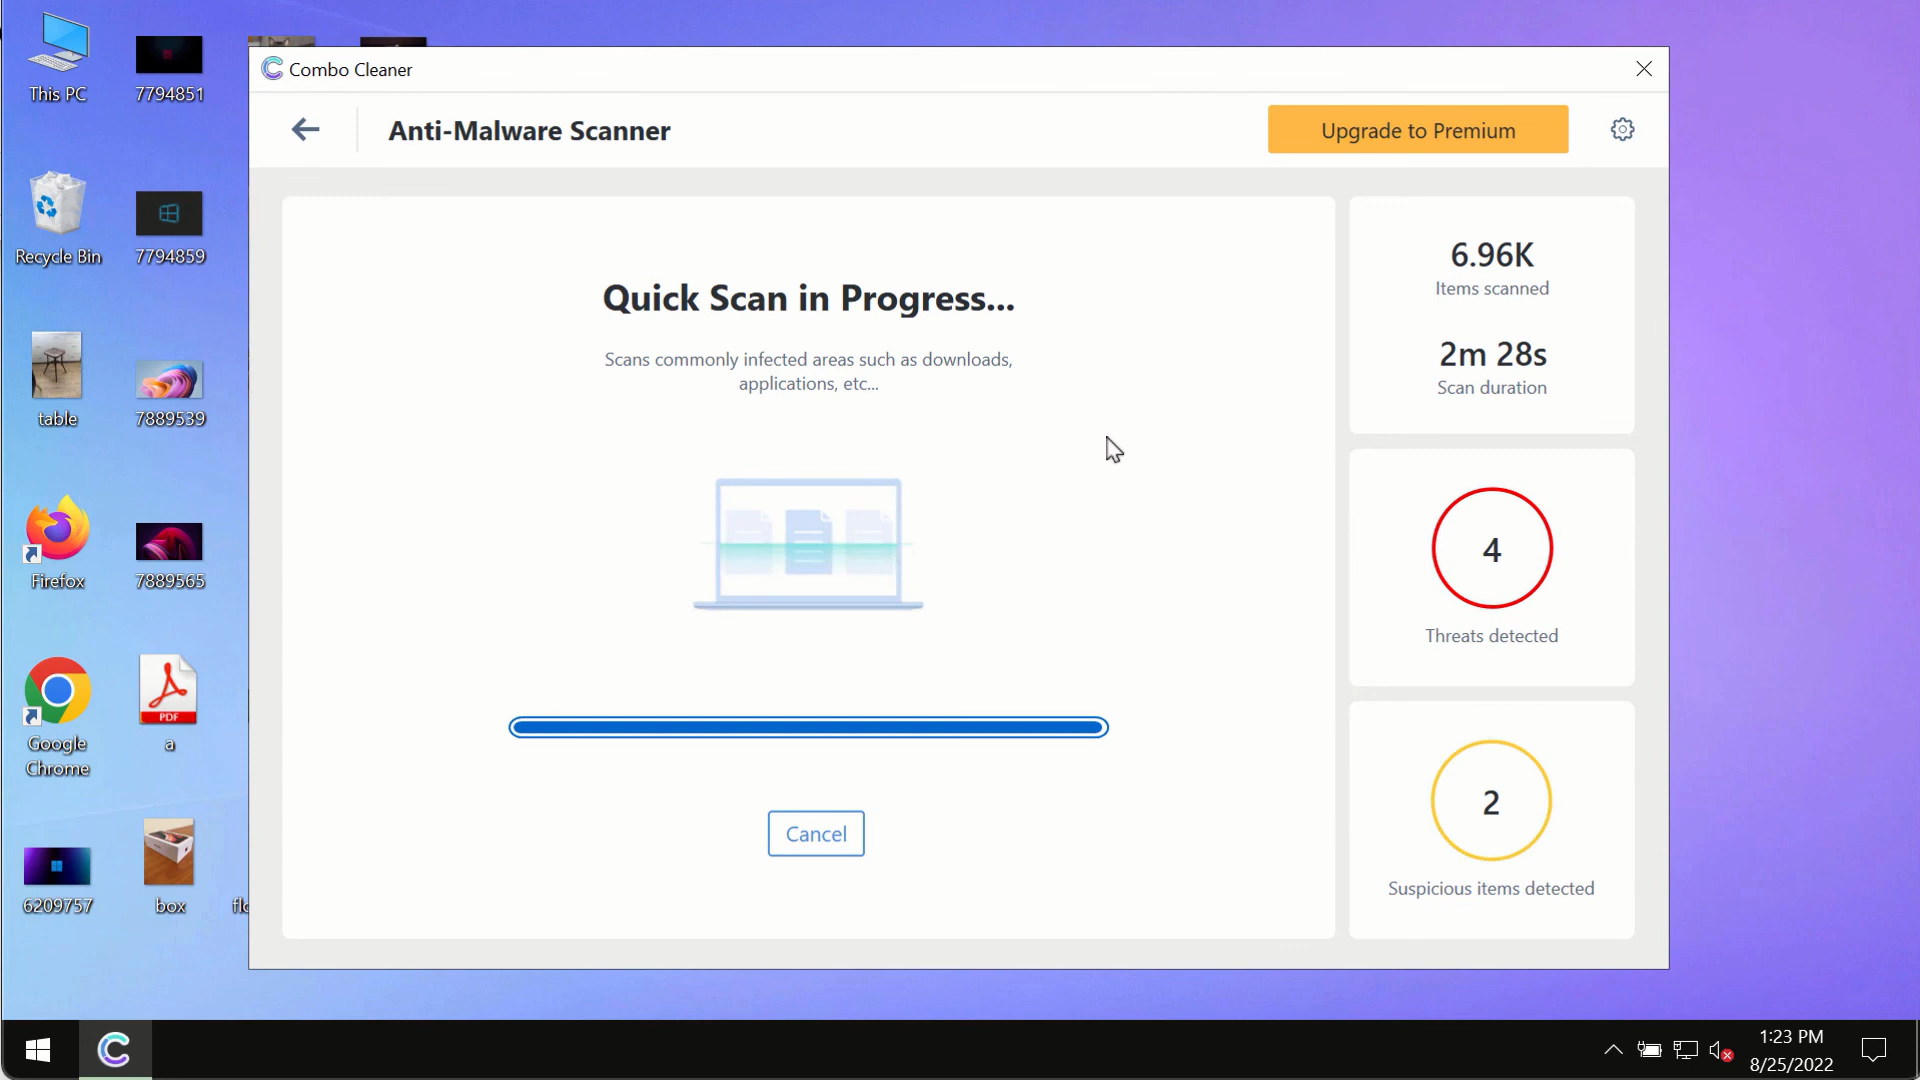 This PC
7794851
Recycle Bin
7794859
table
7889539
Firefox
7889565
Google
Chrome
PDF
a
6209757
box
Combo Cleaner
Anti-Malware Scanner
Upgrade to Premium
Quick Scan in Progress...
Scans commonly infected areas such as downloads,
applications, etc...
Cancel
6.96K
Items scanned
2m 28s
Scan duration
4
Threats detected
2
Suspicious items detected
1:23 PM
8/25/2022